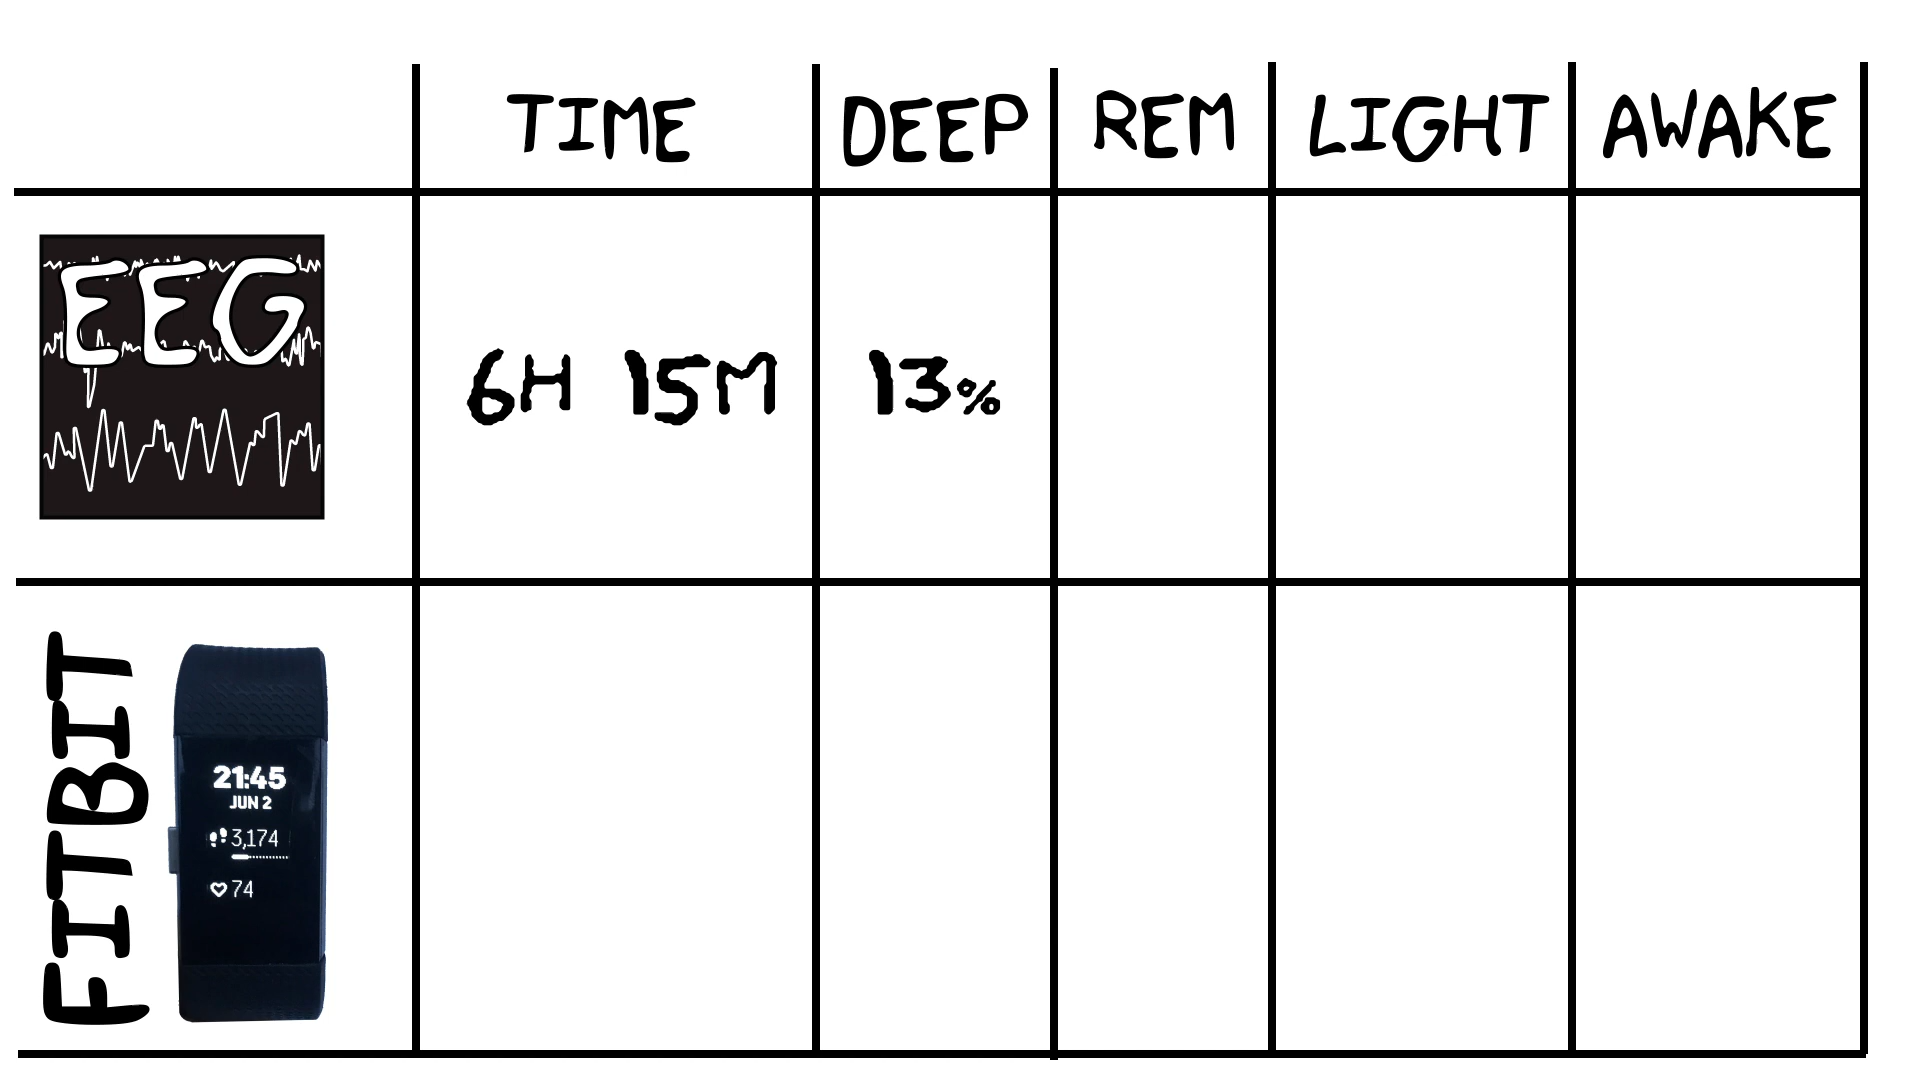 TIME DEEP REM LIGHT AWAKE
EEG
6H 15M 13%
FITBIT
21:45
JUN 2
3,174
74